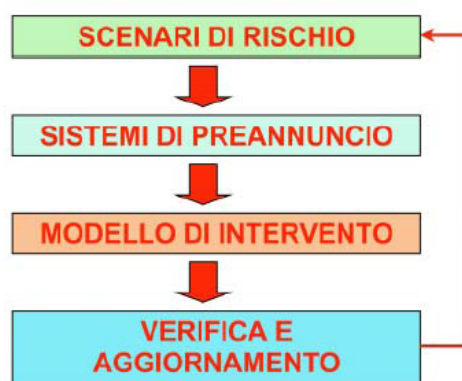 SCENARI DI RISCHIO
SISTEMI DI PREANNUNCIO
MODELLO DI INTERVENTO
VERIFICA E
AGGIORNAMENTO